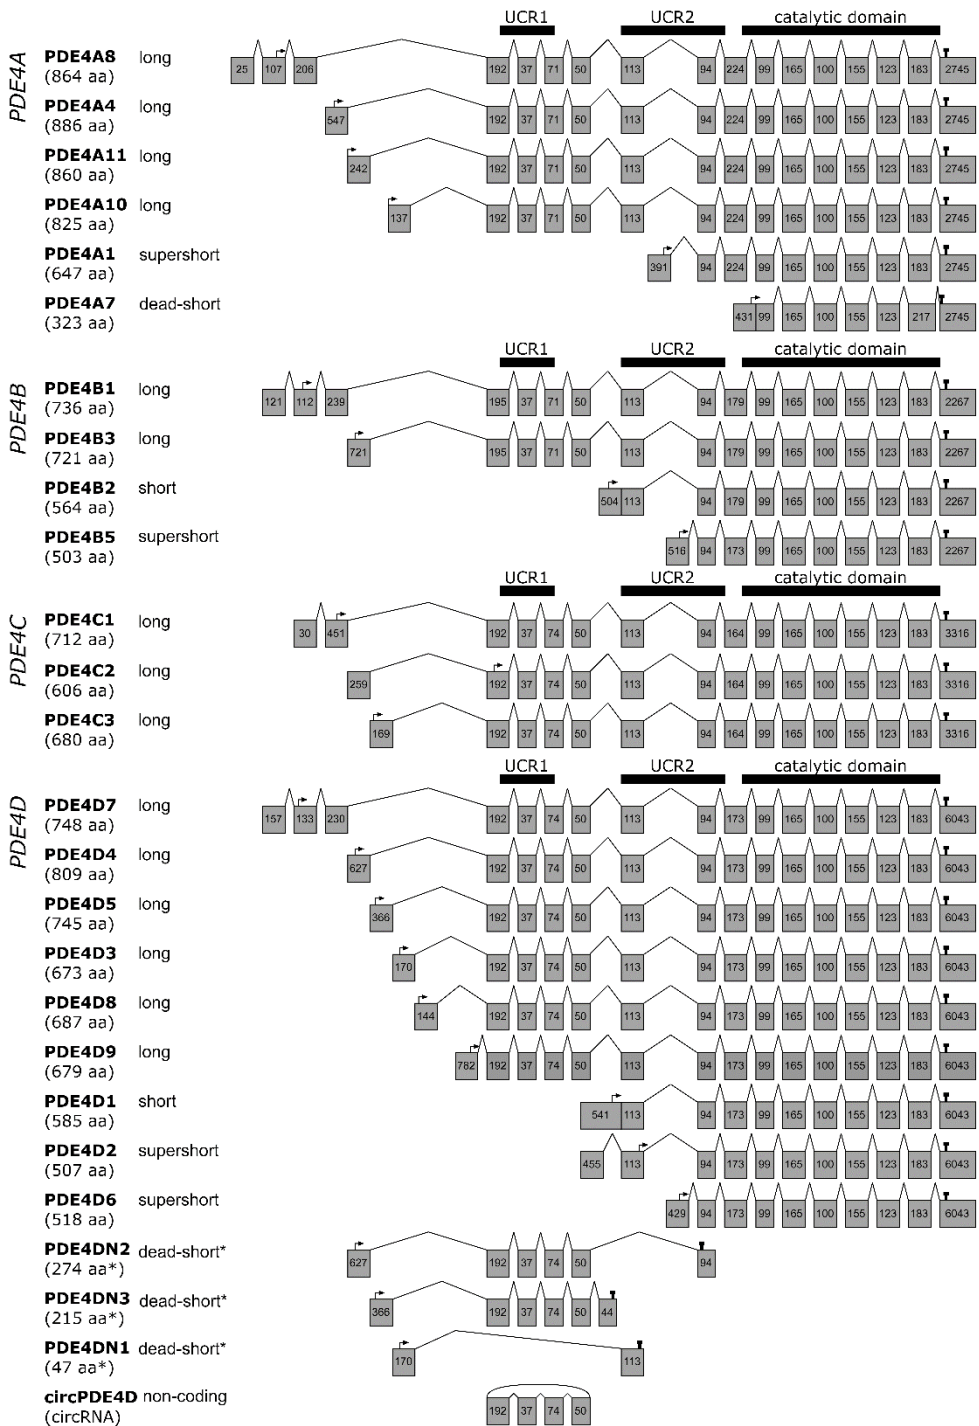 UCR1 UCR2 catalytic domain
PDE4A
PDE4A8 long
(864 aa)
25 107 206 192 37 71 50 113 94 224 99 165 100 155 123 183 2745
PDE4A4 long
(886 aa)
547 192 37 71 50 113 94 224 99 165 100 155 123 183 2745
PDE4A11 long
(860 aa)
242 192 37 71 50 113 94 224 99 165 100 155 123 183 2745
PDE4A10 long
(825 aa)
137 192 37 71 50 113 94 224 99 165 100 155 123 183 2745
PDE4A1 supershort
(647 aa)
391 94 224 99 165 100 155 123 183 2745
PDE4A7 dead-short
(323 aa)
431 99 165 100 155 123 217 2745
UCR1 UCR2 catalytic domain
PDE4B
PDE4B1 long
(736 aa)
121 112 239 195 37 71 50 113 94 179 99 165 100 155 123 183 2267
PDE4B3 long
(721 aa)
721 195 37 71 50 113 94 179 99 165 100 155 123 183 2267
PDE4B2 short
(564 aa)
504 113 94 179 99 165 100 155 123 183 2267
PDE4B5 supershort
(503 aa)
516 94 173 99 165 100 155 123 183 2267
UCR1 UCR2 catalytic domain
PDE4C
PDE4C1 long
(712 aa)
30 451 192 37 74 50 113 94 164 99 165 100 155 123 183 3316
PDE4C2 long
(606 aa)
259 192 37 74 50 113 94 164 99 165 100 155 123 183 3316
PDE4C3 long
(680 aa)
169 192 37 74 50 113 94 164 99 165 100 155 123 183 3316
UCR1 UCR2 catalytic domain
PDE4D
PDE4D7 long
(748 aa)
157 133 230 192 37 74 50 113 94 173 99 165 100 155 123 183 6043
PDE4D4 long
(809 aa)
627 192 37 74 50 113 94 173 99 165 100 155 123 183 6043
PDE4D5 long
(745 aa)
366 192 37 74 50 113 94 173 99 165 100 155 123 183 6043
PDE4D3 long
(673 aa)
170 192 37 74 50 113 94 173 99 165 100 155 123 183 6043
PDE4D8 long
(687 aa)
144 192 37 74 50 113 94 173 99 165 100 155 123 183 6043
PDE4D9 long
(679 aa)
782 192 37 74 50 113 94 173 99 165 100 155 123 183 6043
PDE4D1 short
(585 aa)
541 113 94 173 99 165 100 155 123 183 6043
PDE4D2 supershort
(507 aa)
455 113 94 173 99 165 100 155 123 183 6043
PDE4D6 supershort
(518 aa)
429 94 173 99 165 100 155 123 183 6043
PDE4DN2 dead-short*
(274 aa*)
627 192 37 74 50 94
PDE4DN3 dead-short*
(215 aa*)
366 192 37 74 50 44
PDE4DN1 dead-short*
(47 aa*)
170 113
circPDE4D non-coding
(circRNA)
192 37 74 50